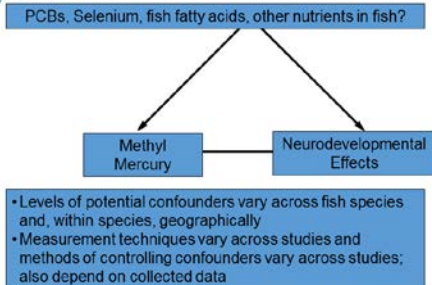 PCBs, Selenium, fish fatty acids, other nutrients in fish?
Methyl
Mercury
Neurodevelopmental
Effects
•Levels of potential confounders vary across fish species
and, within species, geographically
•Measurement techniques vary across studies and
methods of controlling confounders vary across studies;
also depend on collected data